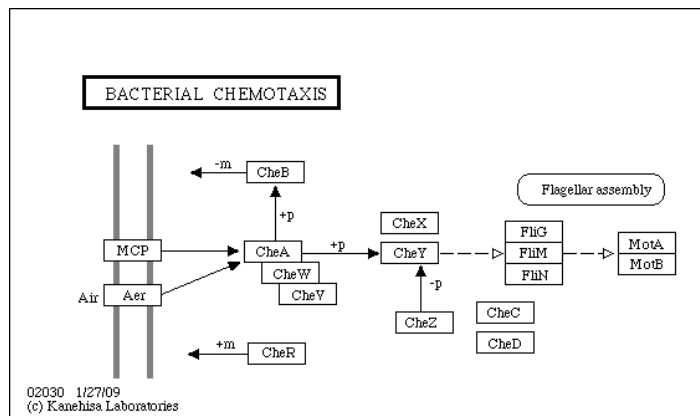 BACTERIAL CHEMOTAXIS
-m
CheB
Flagellar assembly
+p
CheX
FliG
MCP
CheA
+p
CheY
FliM
MotA
MotB
CheW
FliN
Air
Aer
CheV
-p
CheZ
CheC
+m
CheR
CheD
02030 1/27/09
(c) Kanehisa Laboratories